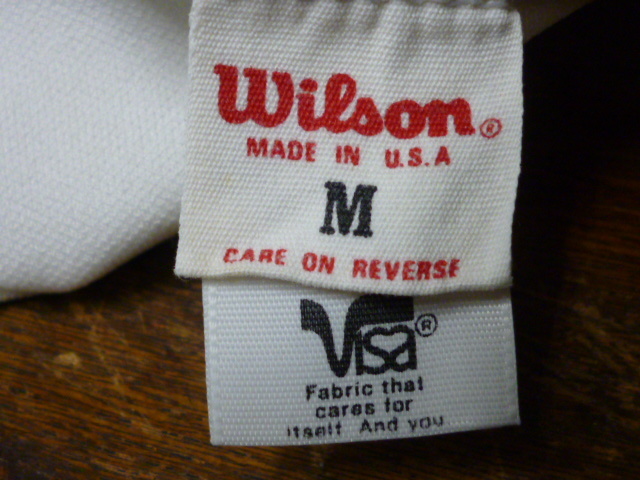 Wilson®
MADE IN U.S.A
M
CARE ON REVERSE
Visa®
Fabric that
cares for
itself. And you